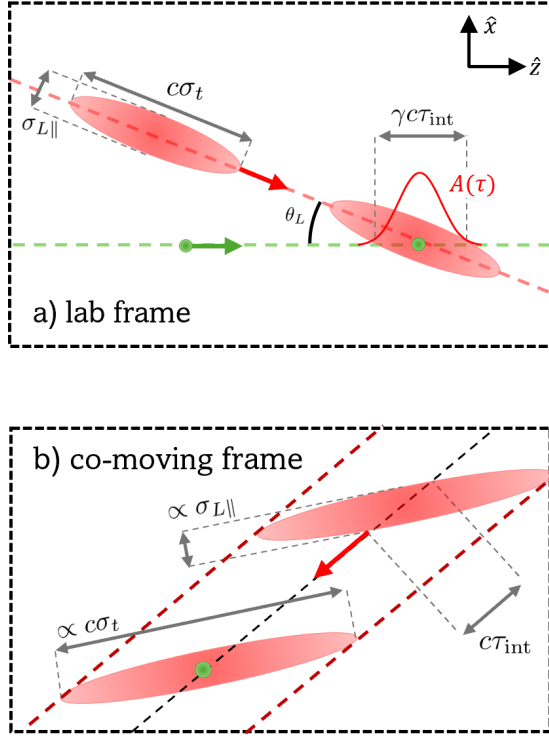 x̂
ẑ
cσ_t
σ_{L∥}
γcτ_int
A(τ)
θ_L
a) lab frame
b) co-moving frame
∝ σ_{L∥}
∝ cσ_t
cτ_int